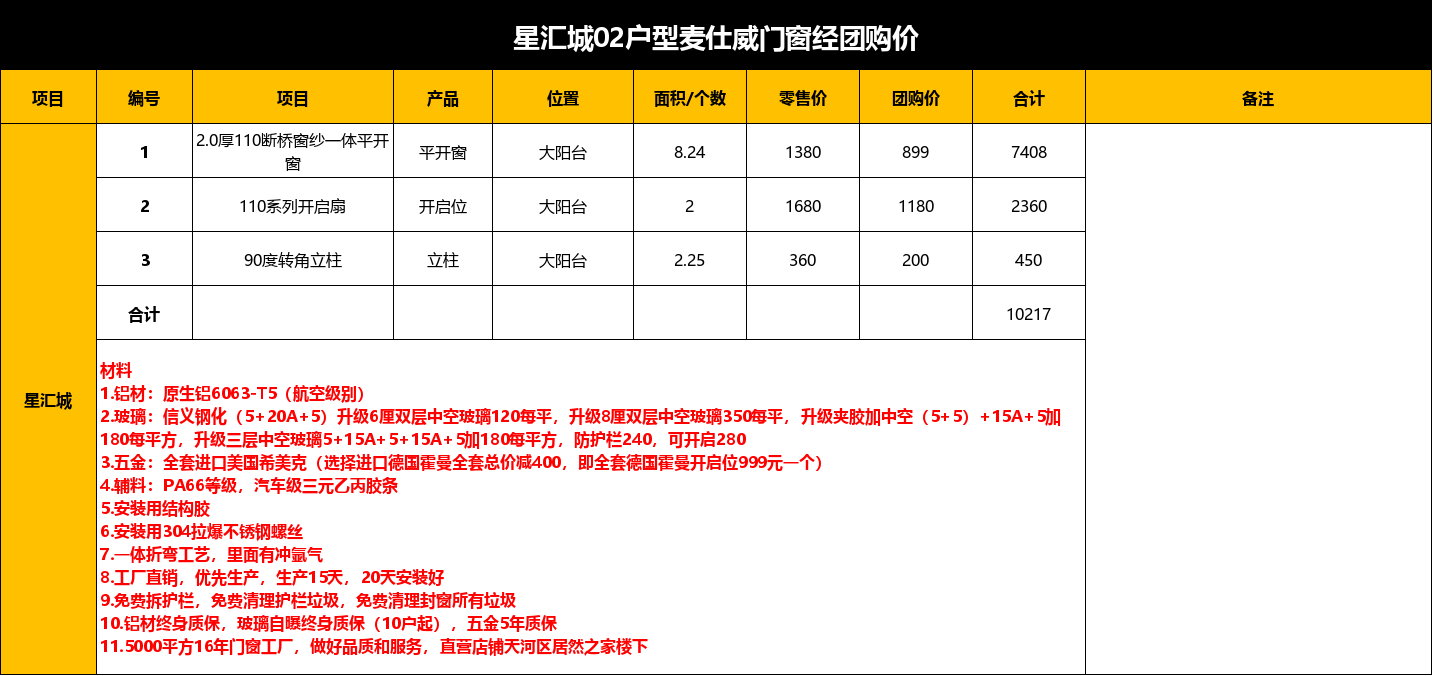 星汇城02户型麦仕威门窗经团购价
项目 编号 项目 产品 位置 面积/个数 零售价 团购价 合计 备注
星汇城
1 2.0厚110断桥窗纱一体平开窗 平开窗 大阳台 8.24 1380 899 7408
2 110系列开启扇 开启位 大阳台 2 1680 1180 2360
3 90度转角立柱 立柱 大阳台 2.25 360 200 450
合计 10217
材料
1.铝材：原生铝6063-T5（航空级别）
2.玻璃：信义钢化（5+20A+5）升级6厘双层中空玻璃120每平，升级8厘双层中空玻璃350每平，升级夹胶加中空（5+5）+15A+5加
180每平方，升级三层中空玻璃5+15A+5+15A+5加180每平方，防护栏240，可开启280
3.五金：全套进口美国希美克（选择进口德国霍曼全套总价减400，即全套德国霍曼开启位999元一个）
4.辅料：PA66等级，汽车级三元乙丙胶条
5.安装用结构胶
6.安装用304拉爆不锈钢螺丝
7.一体折弯工艺，里面有冲氩气
8.工厂直销，优先生产，生产15天，20天安装好
9.免费拆护栏，免费清理护栏垃圾，免费清理封窗所有垃圾
10.铝材终身质保，玻璃自曝终身质保（10户起），五金5年质保
11.5000平方16年门窗工厂，做好品质和服务，直营店铺天河区居然之家楼下